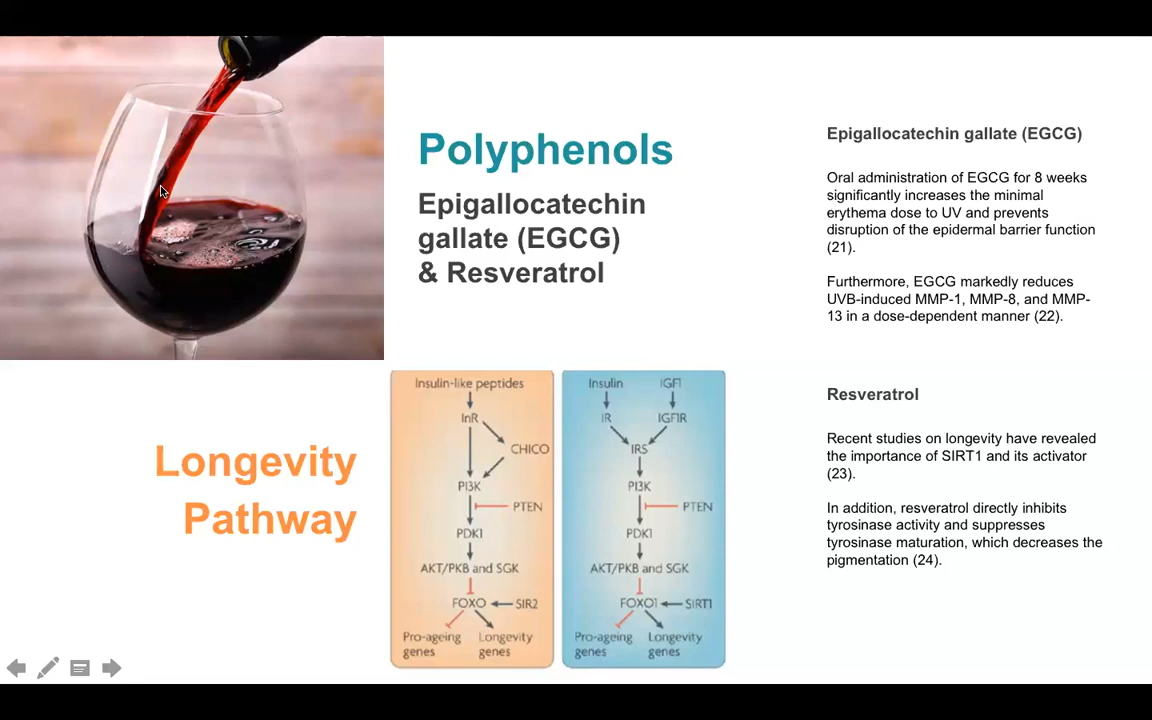 Polyphenols
Epigallocatechin
gallate (EGCG)
& Resveratrol
Epigallocatechin gallate (EGCG)
Oral administration of EGCG for 8 weeks
significantly increases the minimal
erythema dose to UV and prevents
disruption of the epidermal barrier function
(21).
Furthermore, EGCG markedly reduces
UVB-induced MMP-1, MMP-8, and MMP-
13 in a dose-dependent manner (22).
Longevity
Pathway
Insulin-like peptides
InR
CHICO
PI3K
PTEN
PDK1
AKT/PKB and SGK
FOXO
SIR2
Pro-ageing
genes
Longevity
genes
Insulin
IGF1
IR
IGF1R
IRS
PI3K
PTEN
PDK1
AKT/PKB and SGK
FOXO1
SIRT1
Pro-ageing
genes
Longevity
genes
Resveratrol
Recent studies on longevity have revealed
the importance of SIRT1 and its activator
(23).
In addition, resveratrol directly inhibits
tyrosinase activity and suppresses
tyrosinase maturation, which decreases the
pigmentation (24).